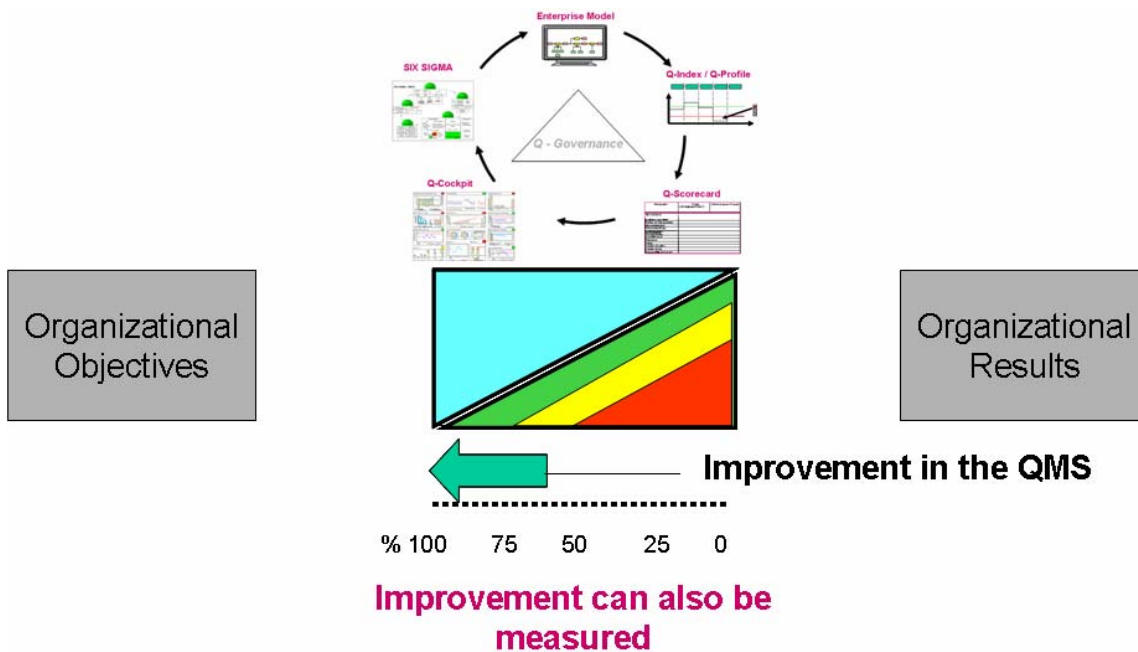 Enterprise Model
SIX SIGMA
Q-Index / Q-Profile
Q - Governance
Q-Cockpit
Q-Scorecard
Organizational
Objectives
Organizational
Results
Improvement in the QMS
% 100 75 50 25 0
Improvement can also be
measured